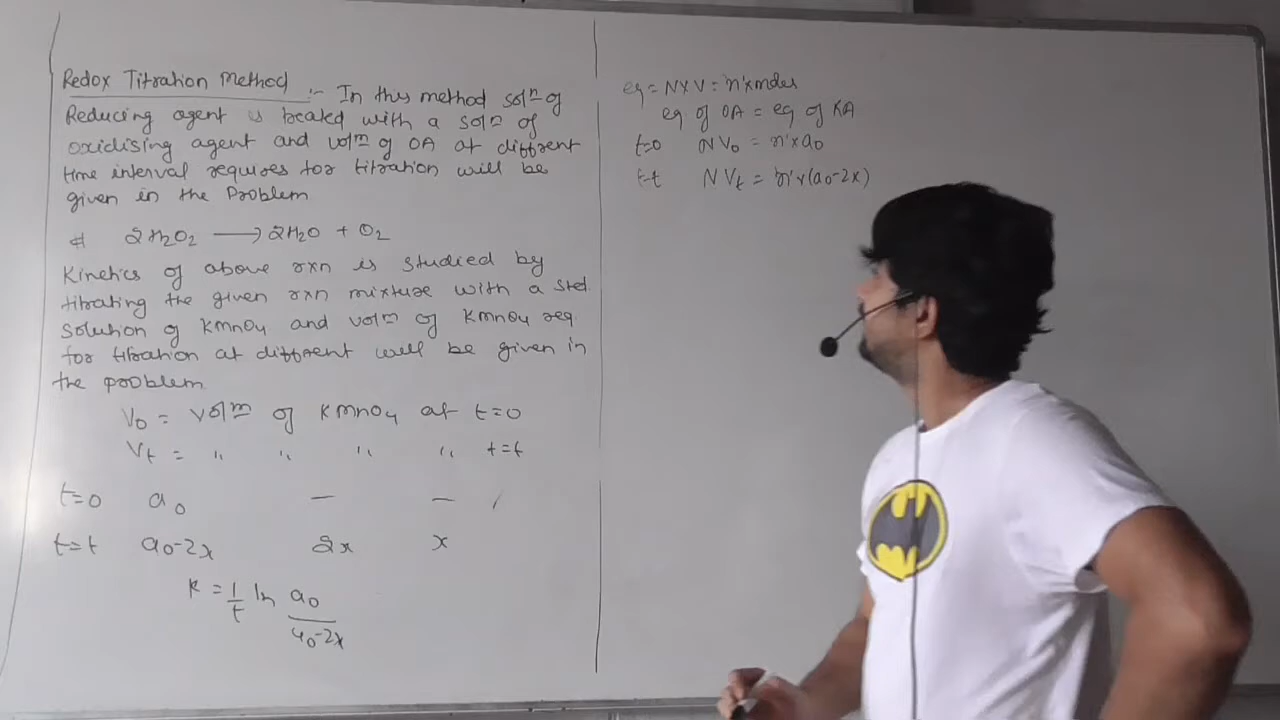 Redox Titration Method :- In this method solⁿ of
Reducing agent is treated with a solⁿ of
oxidising agent and volᵐ of OA at different
time interval requires for titration will be
given in the Problem
# 2H₂O₂ ⟶ 2H₂O + O₂
Kinetics of above rxn is studied by
titrating the given rxn mixture with a std.
solution of KMnO₄ and volᵐ of KMnO₄ req.
for titration at different will be given in
the problem
V₀ = volᵐ of KMnO₄ at t=0
Vₜ = " " " " t=t
t=0 a₀ — —
t=t a₀-2x 2x x
K = 1/t ln a₀/(a₀-2x)
eq = N×V = n'×moles
eq of OA = eq of RA
t=0 NV₀ = n'×a₀
t=t NVₜ = n'×(a₀-2x)